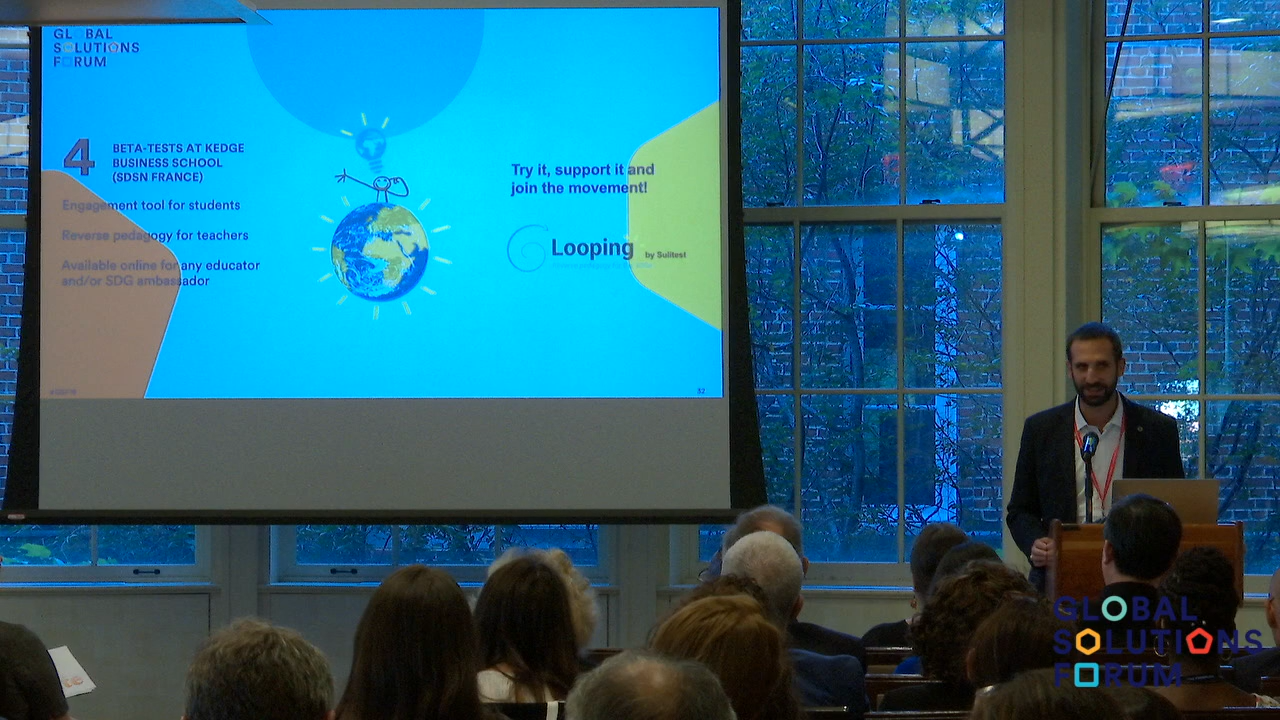 GLOBAL
SOLUTIONS
FORUM
4
BETA-TESTS AT KEDGE
BUSINESS SCHOOL
(SDSN FRANCE)
Engagement tool for students
Reverse pedagogy for teachers
Available online for any educator
and/or SDG ambassador
Try it, support it and
join the movement!
Looping by Sulitest
32
GLOBAL
SOLUTIONS
FORUM